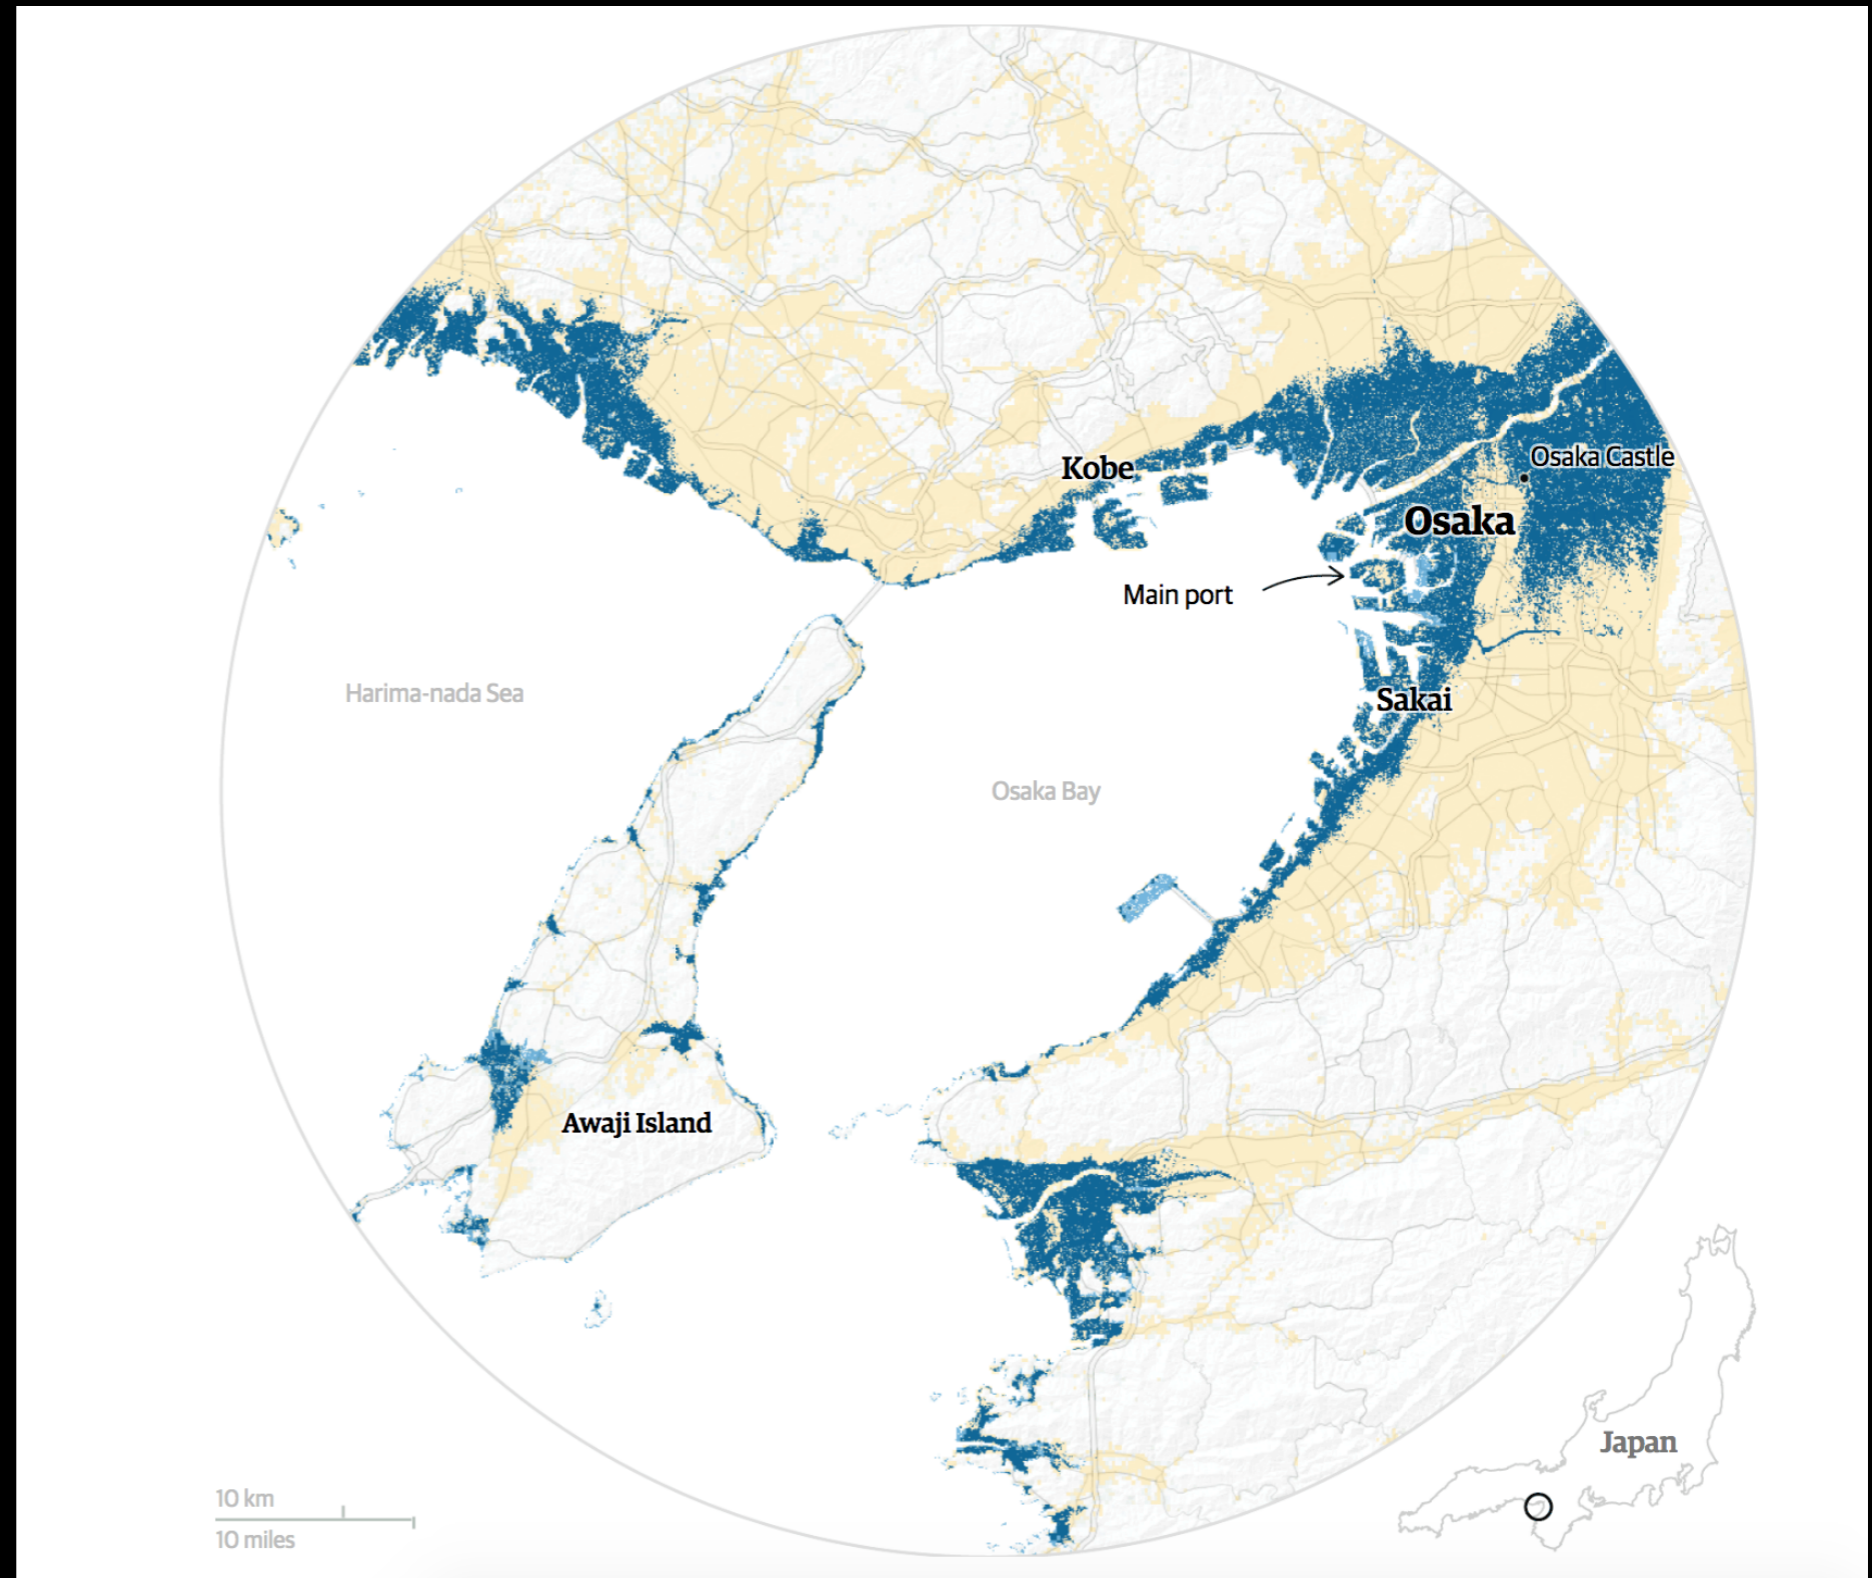 Kobe
Osaka Castle
Osaka
Main port
Harima-nada Sea
Sakai
Osaka Bay
Awaji Island
Japan
10 km
10 miles